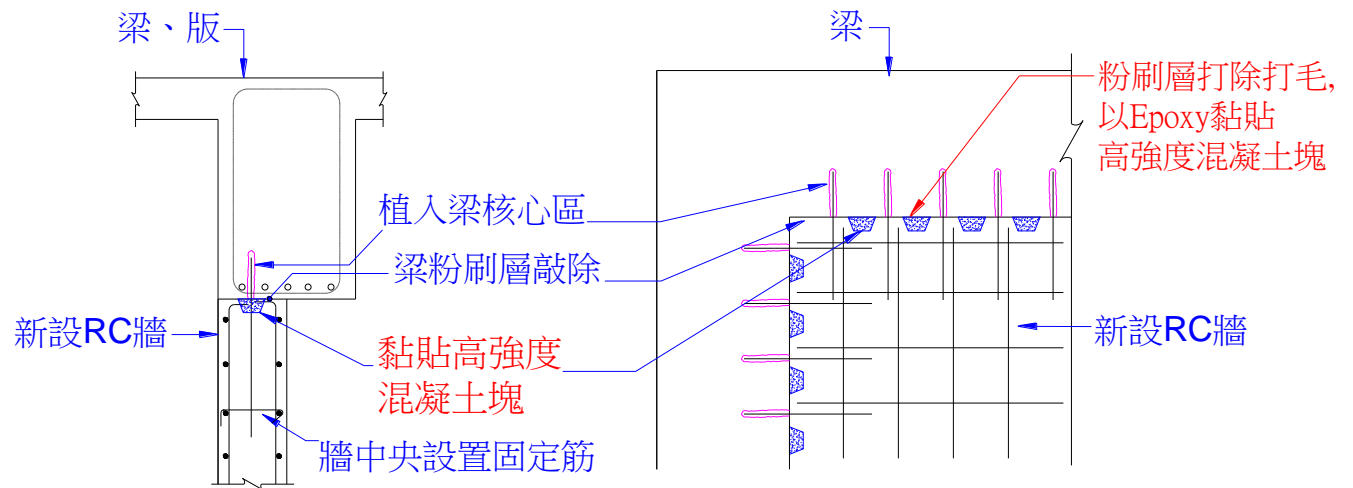 梁、版
梁
粉刷層打除打毛,
以Epoxy黏貼
高強度混凝土塊
植入梁核心區
梁粉刷層敲除
新設RC牆
新設RC牆
黏貼高強度
混凝土塊
牆中央設置固定筋